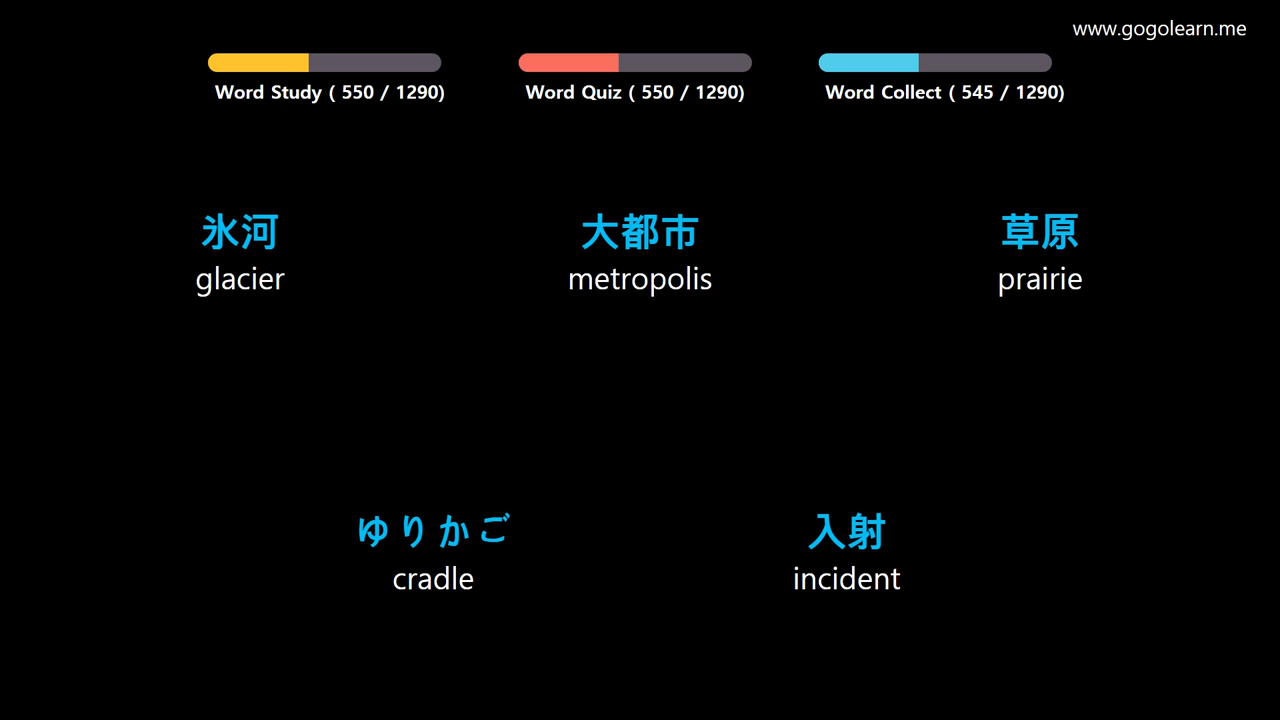 www.gogolearn.me
Word Study ( 550 / 1290)
Word Quiz ( 550 / 1290)
Word Collect ( 545 / 1290)
氷河
glacier
大都市
metropolis
草原
prairie
ゆりかご
cradle
入射
incident